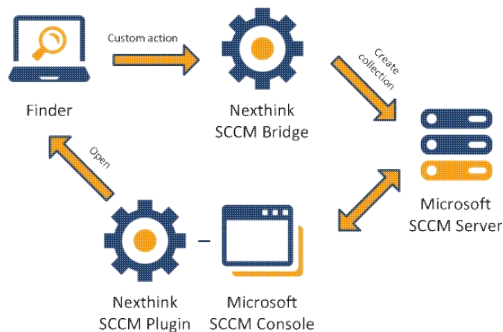 Custom action
Finder
Nexthink
SCCM Bridge
Create
collection
Microsoft
SCCM Server
Open
Nexthink
SCCM Plugin
Microsoft
SCCM Console